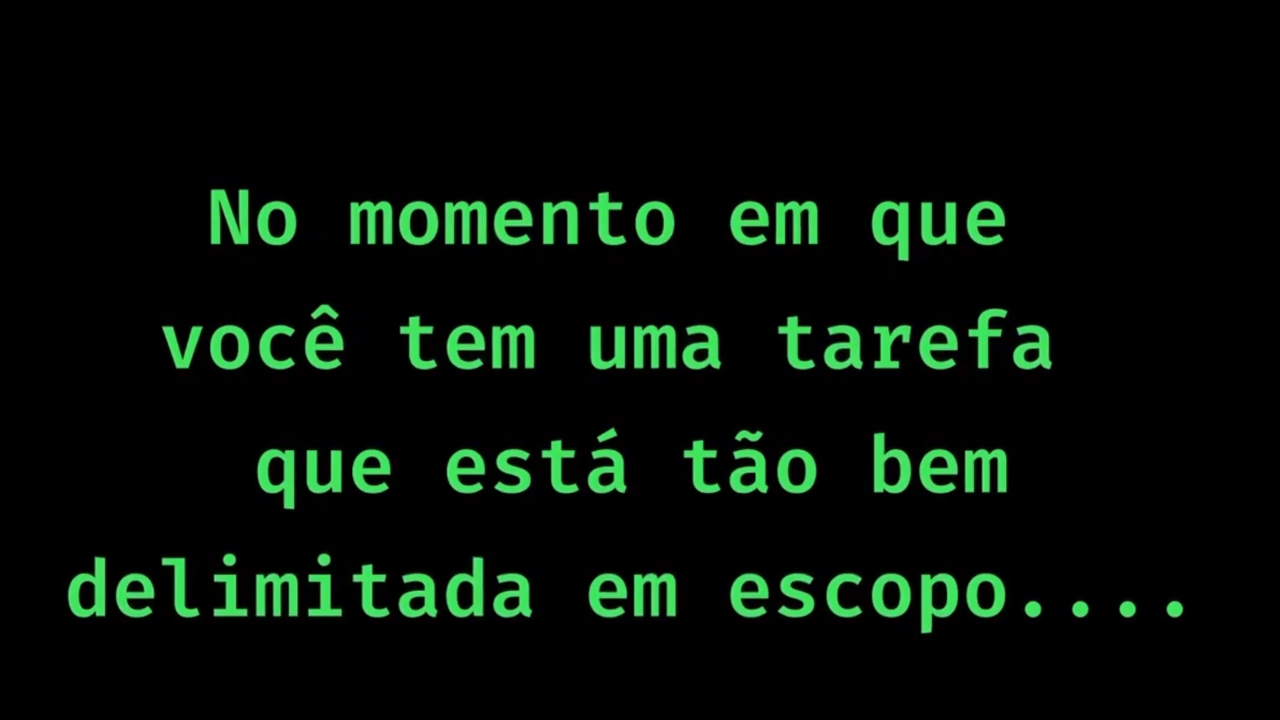 No momento em que
você tem uma tarefa
que está tão bem
delimitada em escopo....